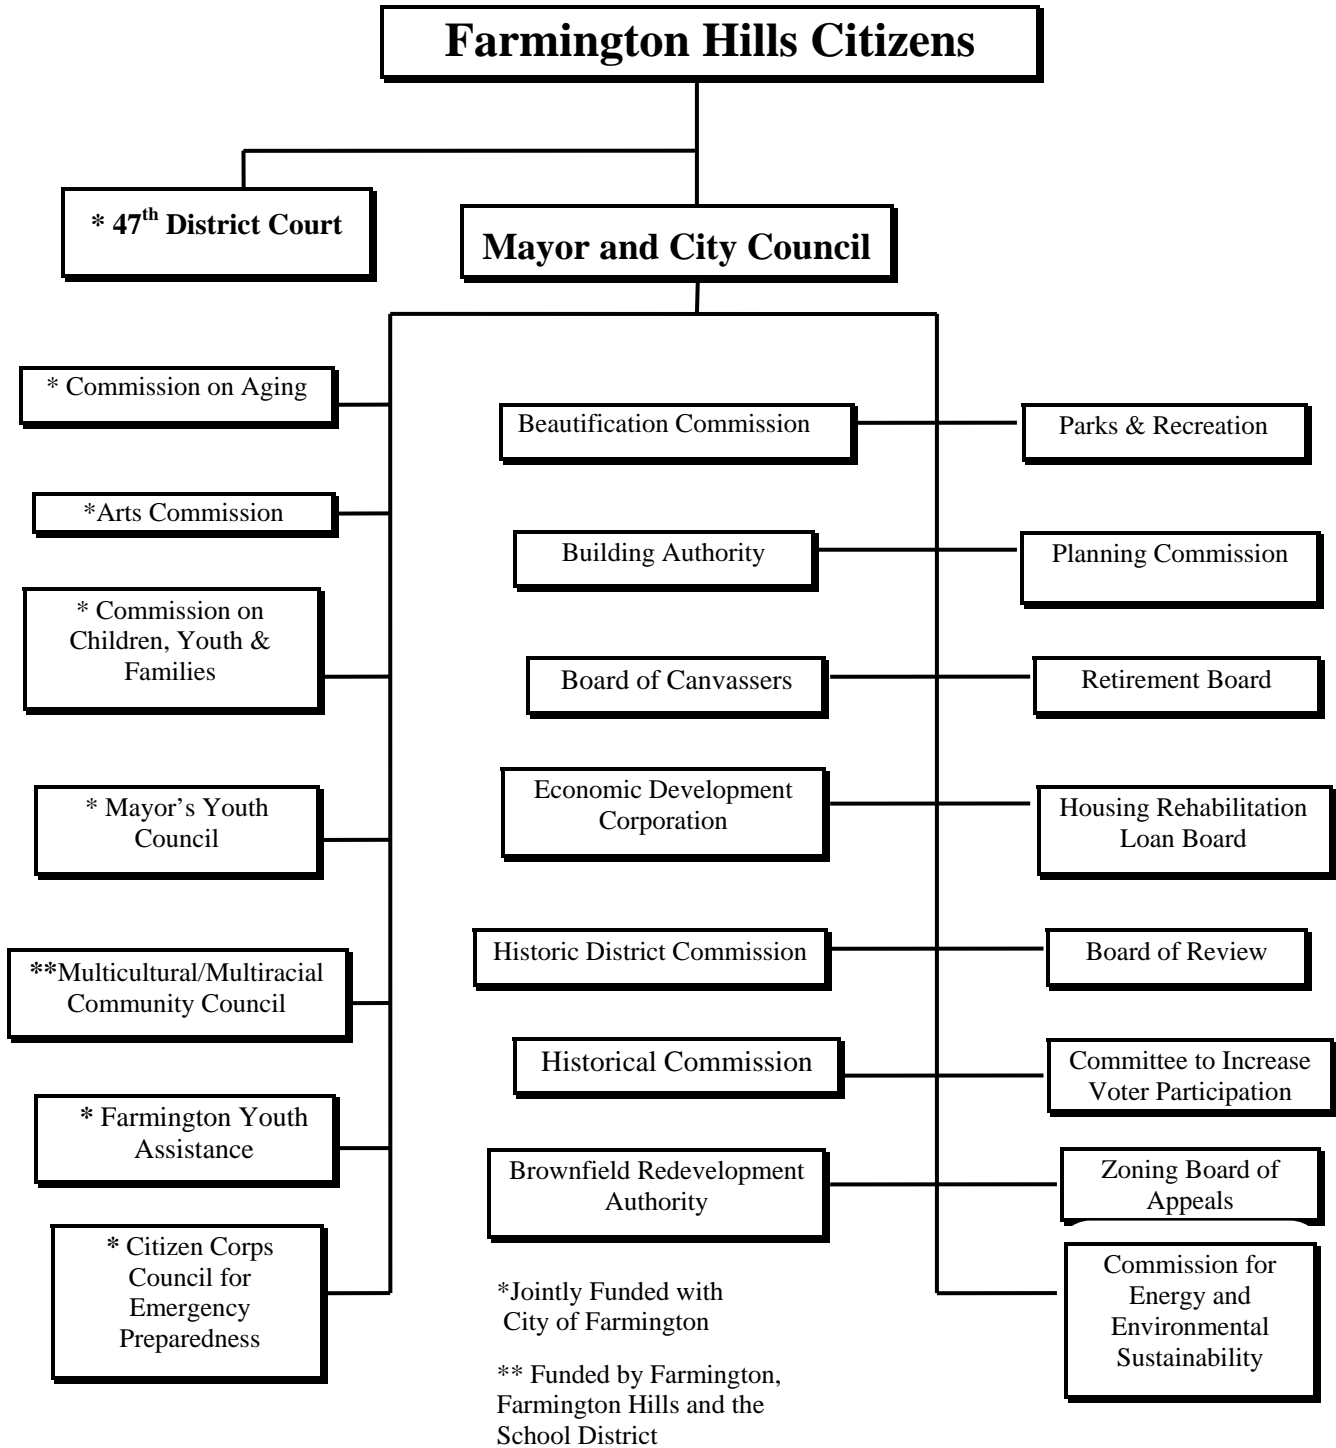 Farmington Hills Citizens
* 47th District Court
Mayor and City Council
* Commission on Aging
*Arts Commission
* Commission on
Children, Youth &
Families
* Mayor’s Youth
Council
**Multicultural/Multiracial
Community Council
* Farmington Youth
Assistance
* Citizen Corps
Council for
Emergency
Preparedness
Beautification Commission
Building Authority
Board of Canvassers
Economic Development
Corporation
Historic District Commission
Historical Commission
Brownfield Redevelopment
Authority
Parks & Recreation
Planning Commission
Retirement Board
Housing Rehabilitation
Loan Board
Board of Review
Committee to Increase
Voter Participation
Zoning Board of
Appeals
Commission for
Energy and
Environmental
Sustainability
*Jointly Funded with
City of Farmington
** Funded by Farmington,
Farmington Hills and the
School District